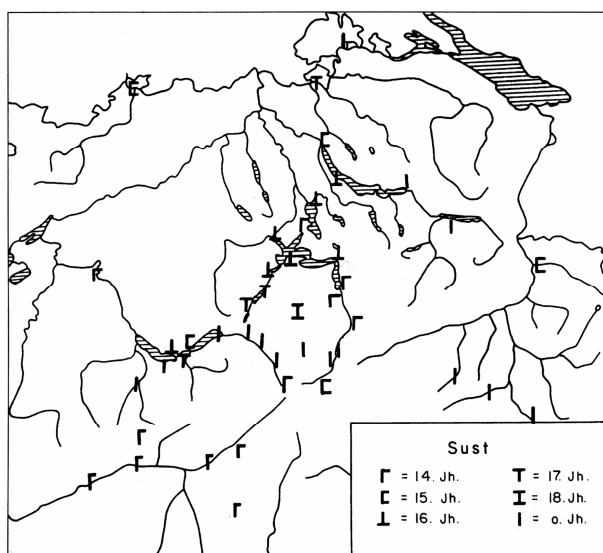 Sust
Γ = 14. Jh.
⊏ = 15. Jh.
⊥ = 16. Jh.
T = 17. Jh.
I = 18. Jh.
| = o. Jh.